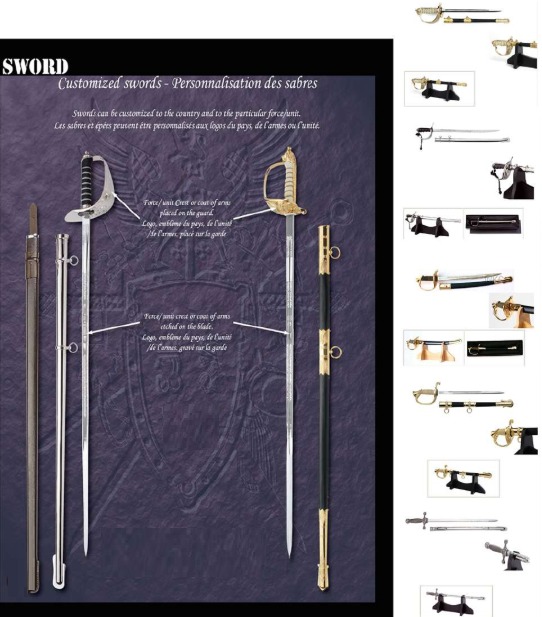 SWORD
Customized swords - Personnalisation des sabres
Swords can be customized to the country and to the particular force/unit.
Les sabres et épées peuvent être personnalisés aux logos du pays, de l'armes ou l'unité.
Force/ unit Crest or coat of arms
placed on the guard.
Logo, emblème du pays, de l'unité
/de l'armes, placé sur la garde
Force/ unit crest or coat of arms
etched on the blade.
Logo, emblème du pays, de l'unité
/de l'armes, gravé sur la garde